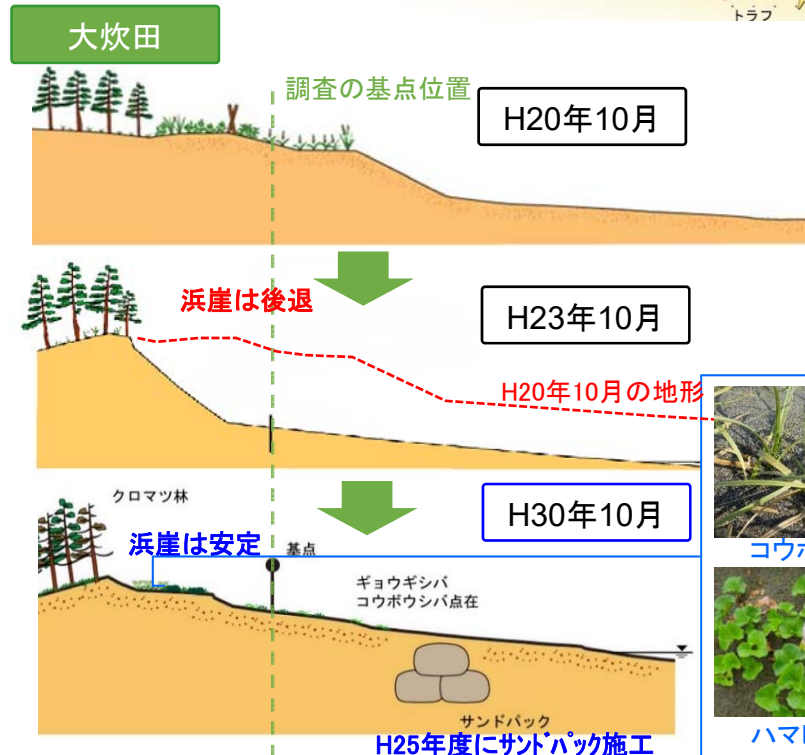 トラフ
大炊田
調査の基点位置
H20年10月
浜崖は後退
H23年10月
H20年10月の地形
クロマツ林
H30年10月
浜崖は安定
基点
ギョウギシバ
コウボウシバ点在
コウボ
サンドパック
H25年度にサンドパック施工
ハマ